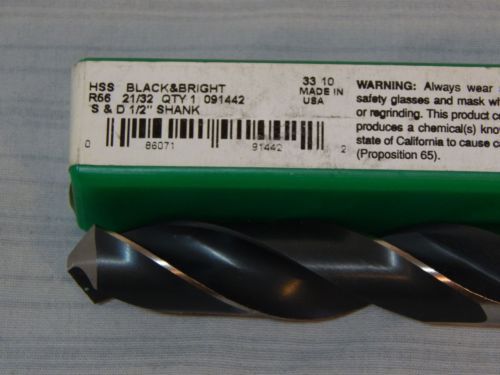 HSS BLACK&BRIGHT 33 10
R56 21/32 QTY 1 091442 MADE IN
S & D 1/2" SHANK USA
0 86071 91442 2
WARNING: Always wear
safety glasses and mask
or regrinding. This product
produces a chemical(s)
state of California to cause
(Proposition 65).